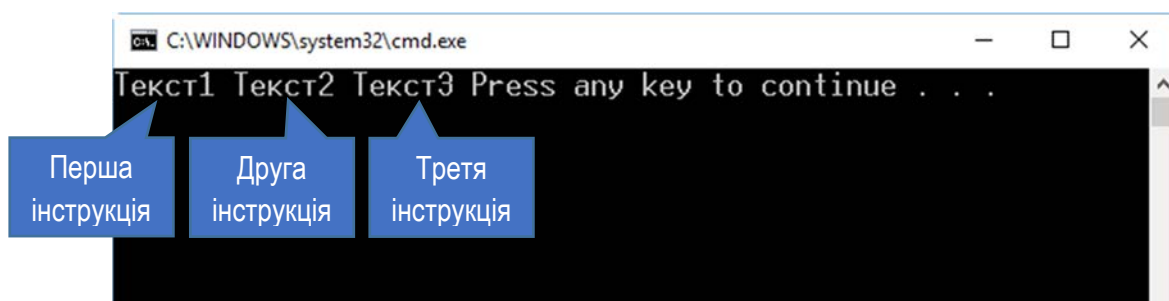 C:\WINDOWS\system32\cmd.exe
Текст1 Текст2 Текст3 Press any key to continue . . .
Перша
інструкція
Друга
інструкція
Третя
інструкція